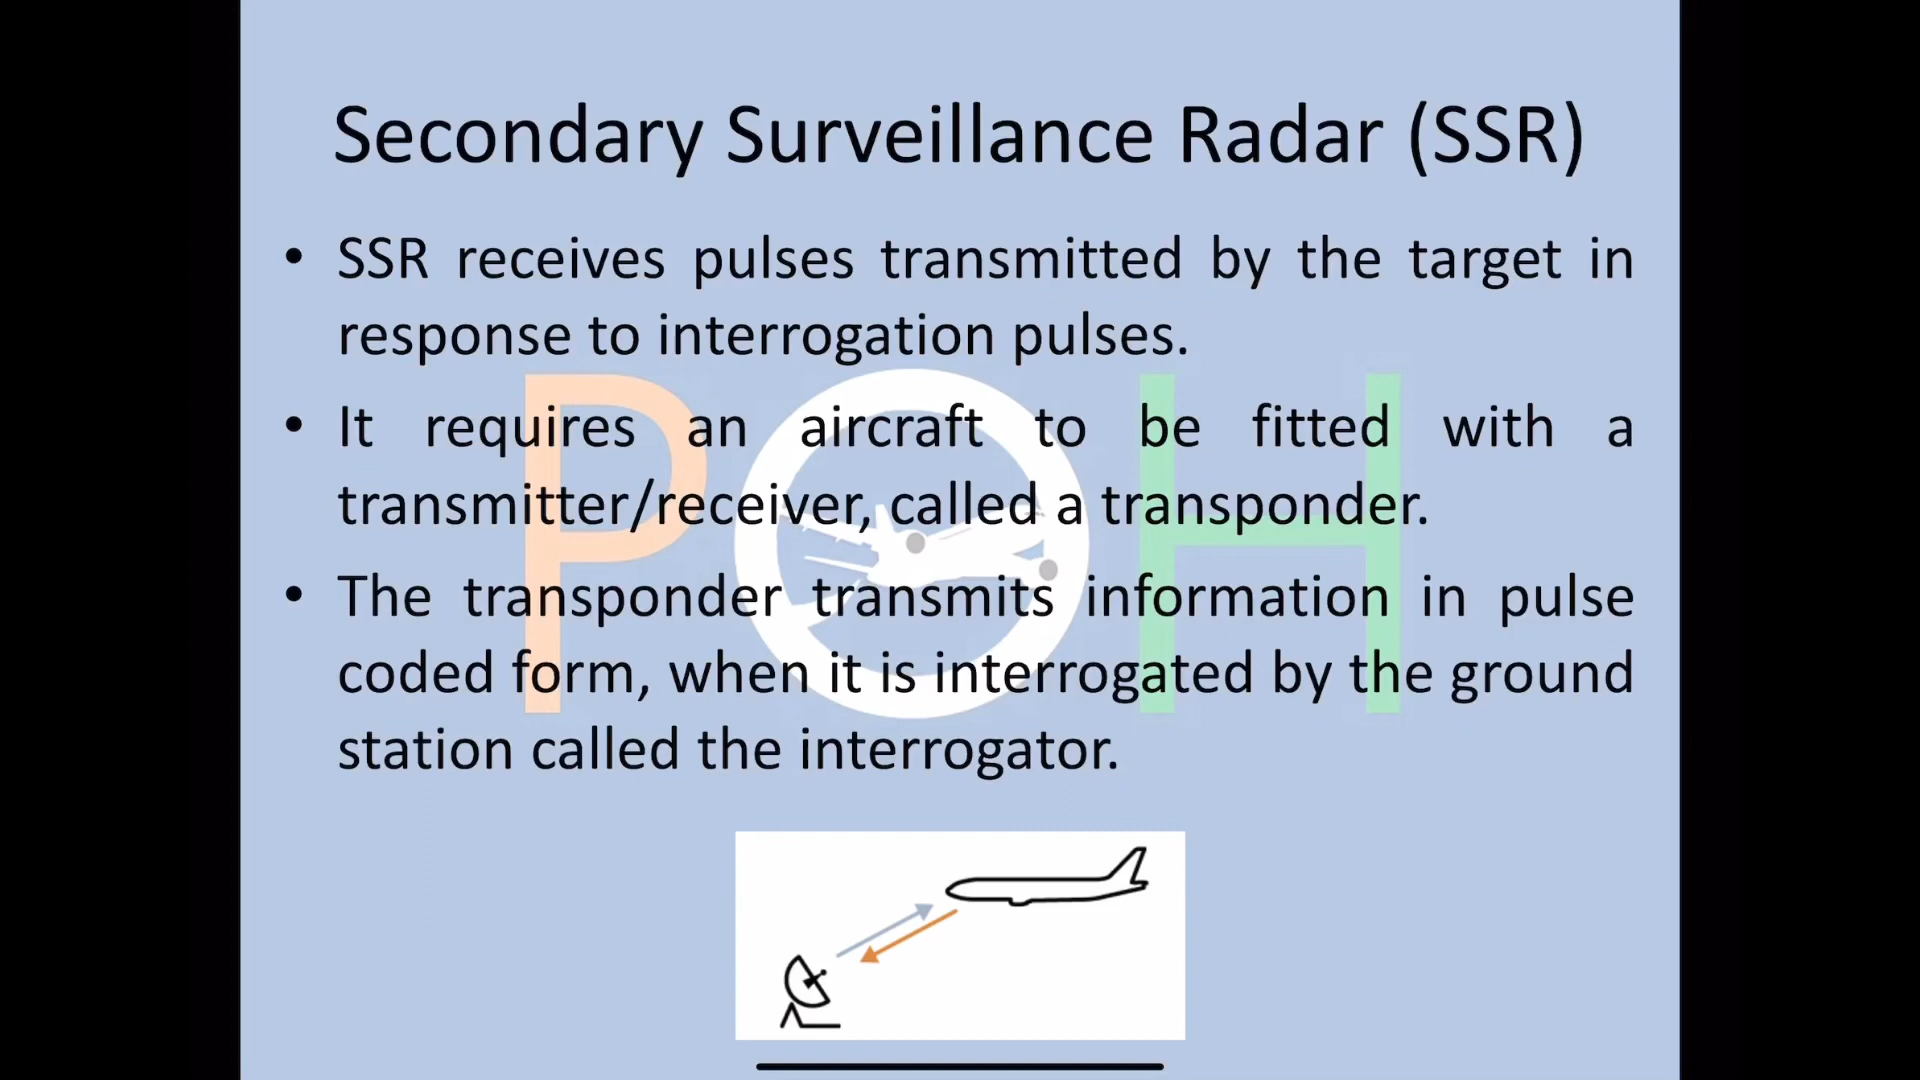 Secondary Surveillance Radar (SSR)
• SSR receives pulses transmitted by the target in
response to interrogation pulses.
• It requires an aircraft to be fitted with a
transmitter/receiver, called a transponder.
• The transponder transmits information in pulse
coded form, when it is interrogated by the ground
station called the interrogator.
POH